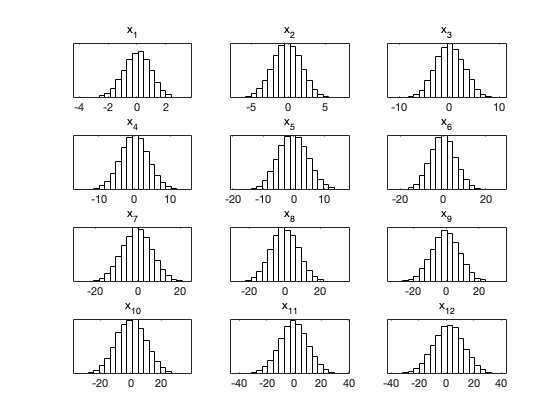 x₁ x₂ x₃
-4 -2 0 2 -5 0 5 -10 0 10
x₄ x₅ x₆
-10 0 10 -20 -10 0 10 -20 0 20
x₇ x₈ x₉
-20 0 20 -20 0 20 -20 0 20
x₁₀ x₁₁ x₁₂
-20 0 20 -40 -20 0 20 40 -40 -20 0 20 40